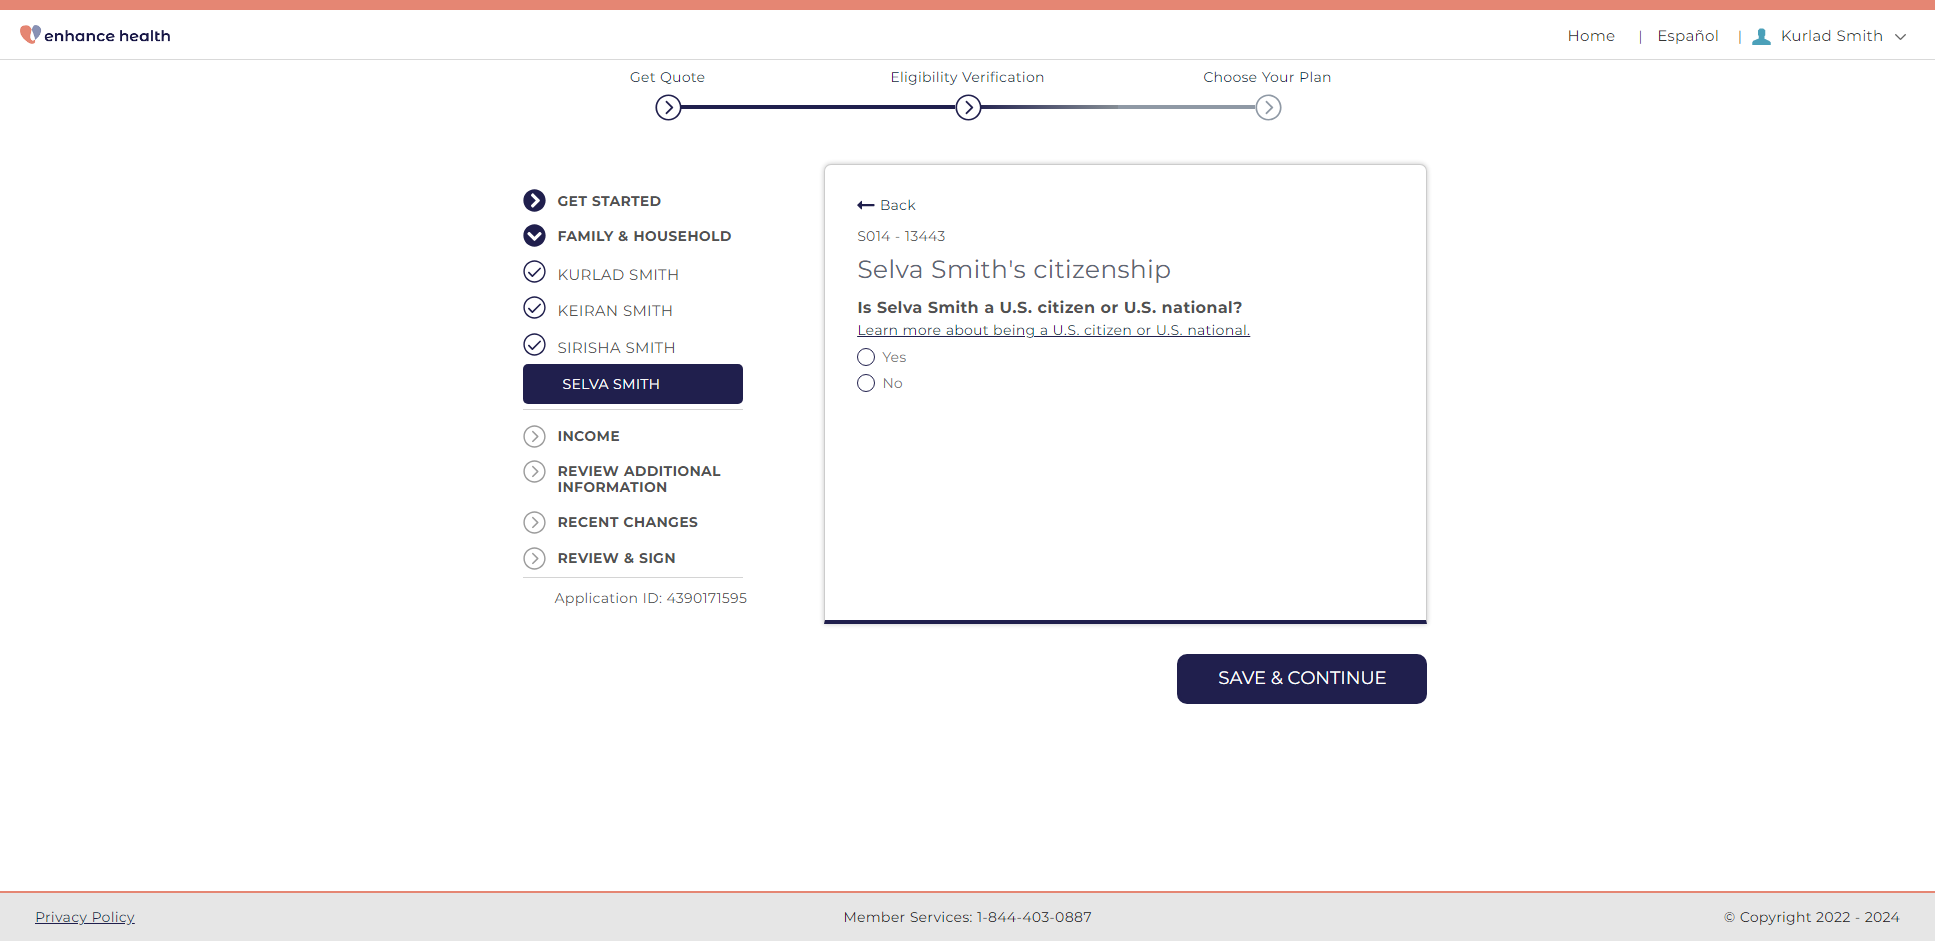 enhance health
Home | Español | Kurlad Smith
Get Quote
Eligibility Verification
Choose Your Plan
GET STARTED
FAMILY & HOUSEHOLD
KURLAD SMITH
KEIRAN SMITH
SIRISHA SMITH
SELVA SMITH
INCOME
REVIEW ADDITIONAL
INFORMATION
RECENT CHANGES
REVIEW & SIGN
Application ID: 4390171595
Back
S014 - 13443
Selva Smith's citizenship
Is Selva Smith a U.S. citizen or U.S. national?
Learn more about being a U.S. citizen or U.S. national.
Yes
No
SAVE & CONTINUE
Privacy Policy
Member Services: 1-844-403-0887
© Copyright 2022 - 2024